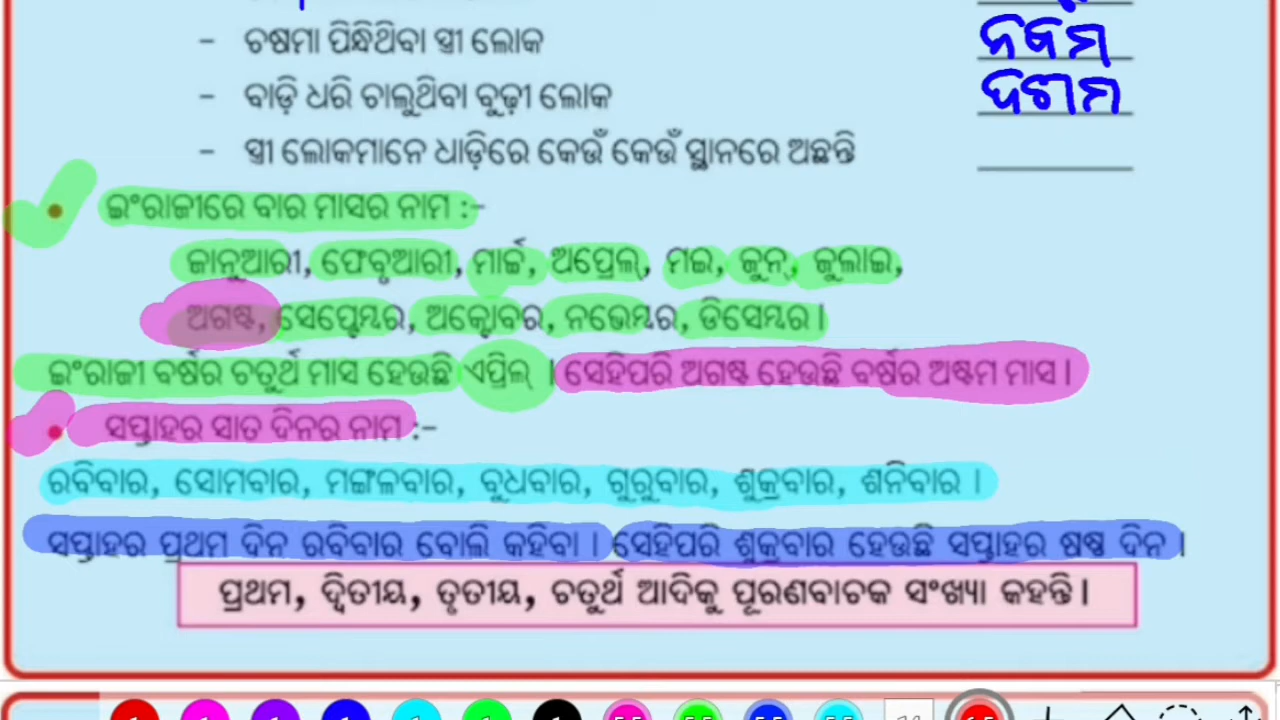 ନବମ
– ଚଷମା ପିନ୍ଧିଥିବା ସ୍ତ୍ରୀ ଲୋକ
– ବାଡ଼ି ଧରି ଚାଲୁଥିବା ବୁଢ଼ୀ ଲୋକ ଦଶମ
– ସ୍ତ୍ରୀ ଲୋକମାନେ ଧାଡ଼ିରେ କେଉଁ କେଉଁ ସ୍ଥାନରେ ଅଛନ୍ତି
• ଇଂରାଜୀରେ ବାର ମାସର ନାମ :–
ଜାନୁଆରୀ, ଫେବୃଆରୀ, ମାର୍ଚ୍ଚ, ଅପ୍ରେଲ୍, ମଇ, ଜୁନ୍, ଜୁଲାଇ,
ଅଗଷ୍ଟ, ସେପ୍ଟେମ୍ବର, ଅକ୍ଟୋବର, ନଭେମ୍ବର, ଡିସେମ୍ବର ।
ଇଂରାଜୀ ବର୍ଷର ଚତୁର୍ଥ ମାସ ହେଉଛି ଏପ୍ରିଲ୍ । ସେହିପରି ଅଗଷ୍ଟ ହେଉଛି ବର୍ଷର ଅଷ୍ଟମ ମାସ ।
• ସପ୍ତାହର ସାତ ଦିନର ନାମ :–
ରବିବାର, ସୋମବାର, ମଙ୍ଗଳବାର, ବୁଧବାର, ଗୁରୁବାର, ଶୁକ୍ରବାର, ଶନିବାର ।
ସପ୍ତାହର ପ୍ରଥମ ଦିନ ରବିବାର ବୋଲି କହିବା । ସେହିପରି ଶୁକ୍ରବାର ହେଉଛି ସପ୍ତାହର ଷଷ୍ଠ ଦିନ ।
ପ୍ରଥମ, ଦ୍ୱିତୀୟ, ତୃତୀୟ, ଚତୁର୍ଥ ଆଦିକୁ ପୂରଣବାଚକ ସଂଖ୍ୟା କହନ୍ତି ।